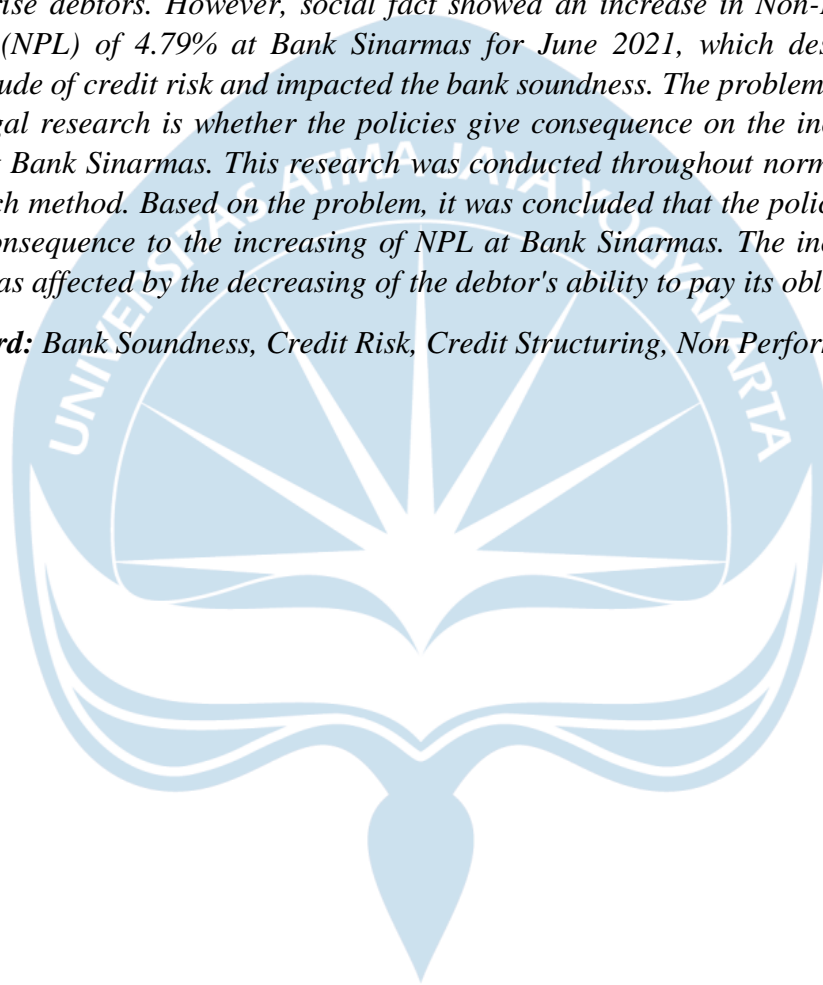 rise debtors. However, social fact showed an increase in Non-
(NPL) of 4.79% at Bank Sinarmas for June 2021, which des
ude of credit risk and impacted the bank soundness. The problem
gal research is whether the policies give consequence on the in
Bank Sinarmas. This research was conducted throughout norm
ch method. Based on the problem, it was concluded that the polic
onsequence to the increasing of NPL at Bank Sinarmas. The in
as affected by the decreasing of the debtor's ability to pay its obl
rd: Bank Soundness, Credit Risk, Credit Structuring, Non Perfor
UNIVERSITAS ATMA JAYA YOGYAKARTA